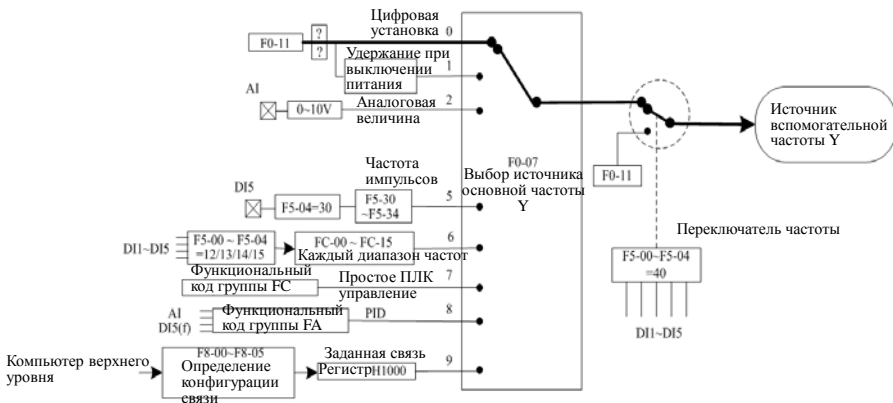 Цифровая
установка
0
F0-11
?
?
Удержание при
выключении
питания
1
AI
0~10V
Аналоговая
величина
2
Источник
вспомогательной
частоты Y
F0-11
F0-07
Выбор источника
основной частоты
Y
Частота
импульсов
DI5
F5-04=30
F5-30
~F5-34
5
Переключатель частоты
DI1~DI5
F5-00 ~ F5-04
=12/13/14/15
FC-00 ~ FC-15
Каждый диапазон частот
6
F5-00~F5-04
=40
DI1~DI5
Функциональный
код группы FC
Простое ПЛК
управление
7
AI
DI5(f)
Функциональный
код группы FA
PID
8
Компьютер верхнего
уровня
F8-00~F8-05
Определение
конфигурации
связи
Заданная связь
Регистр H1000
9